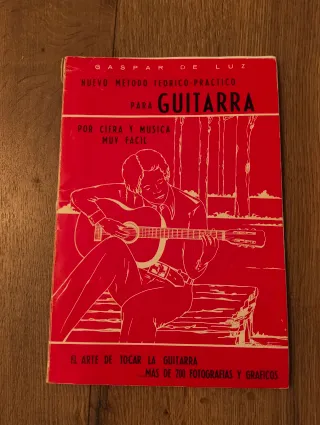 GASPAR DE LUZ
NUEVO METODO TEORICO-PRACTICO
PARA GUITARRA
POR CIFRA Y MUSICA
MUY FACIL
EL ARTE DE TOCAR LA GUITARRA
...MAS DE 200 FOTOGRAFIAS Y GRAFICOS